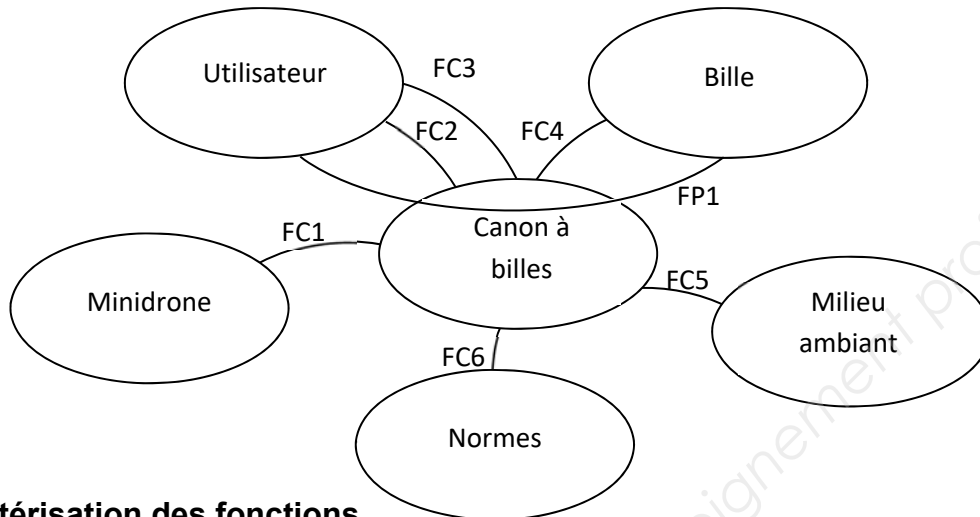 Utilisateur
FC3
Bille
FC2
FC4
FP1
Canon à
billes
FC1
FC5
Minidrone
Milieu
ambiant
FC6
Normes
térisation des fonctions